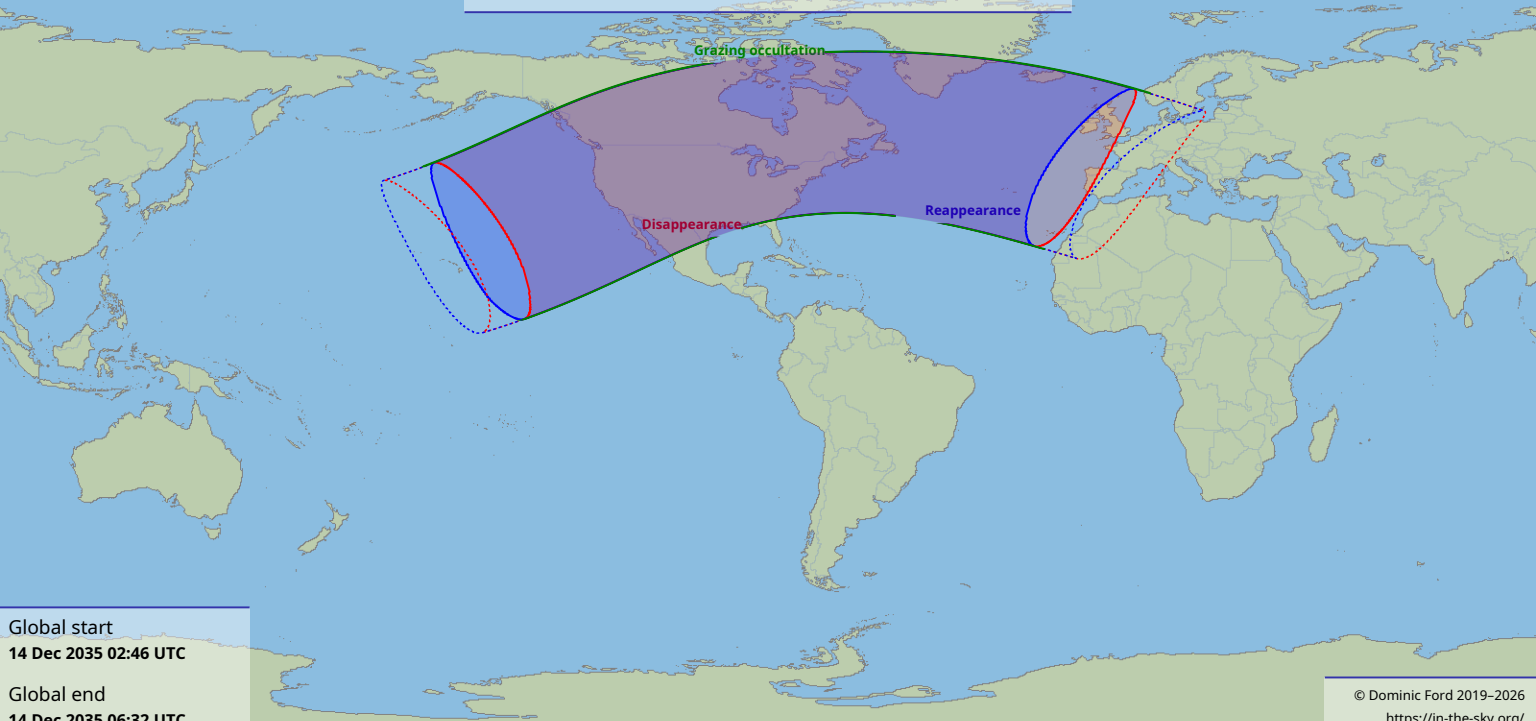 Grazing occultation
Reappearance
Disappearance
Global start
14 Dec 2035 02:46 UTC
Global end
14 Dec 2035 06:32 UTC
© Dominic Ford 2019–2026
https://in-the-sky.org/